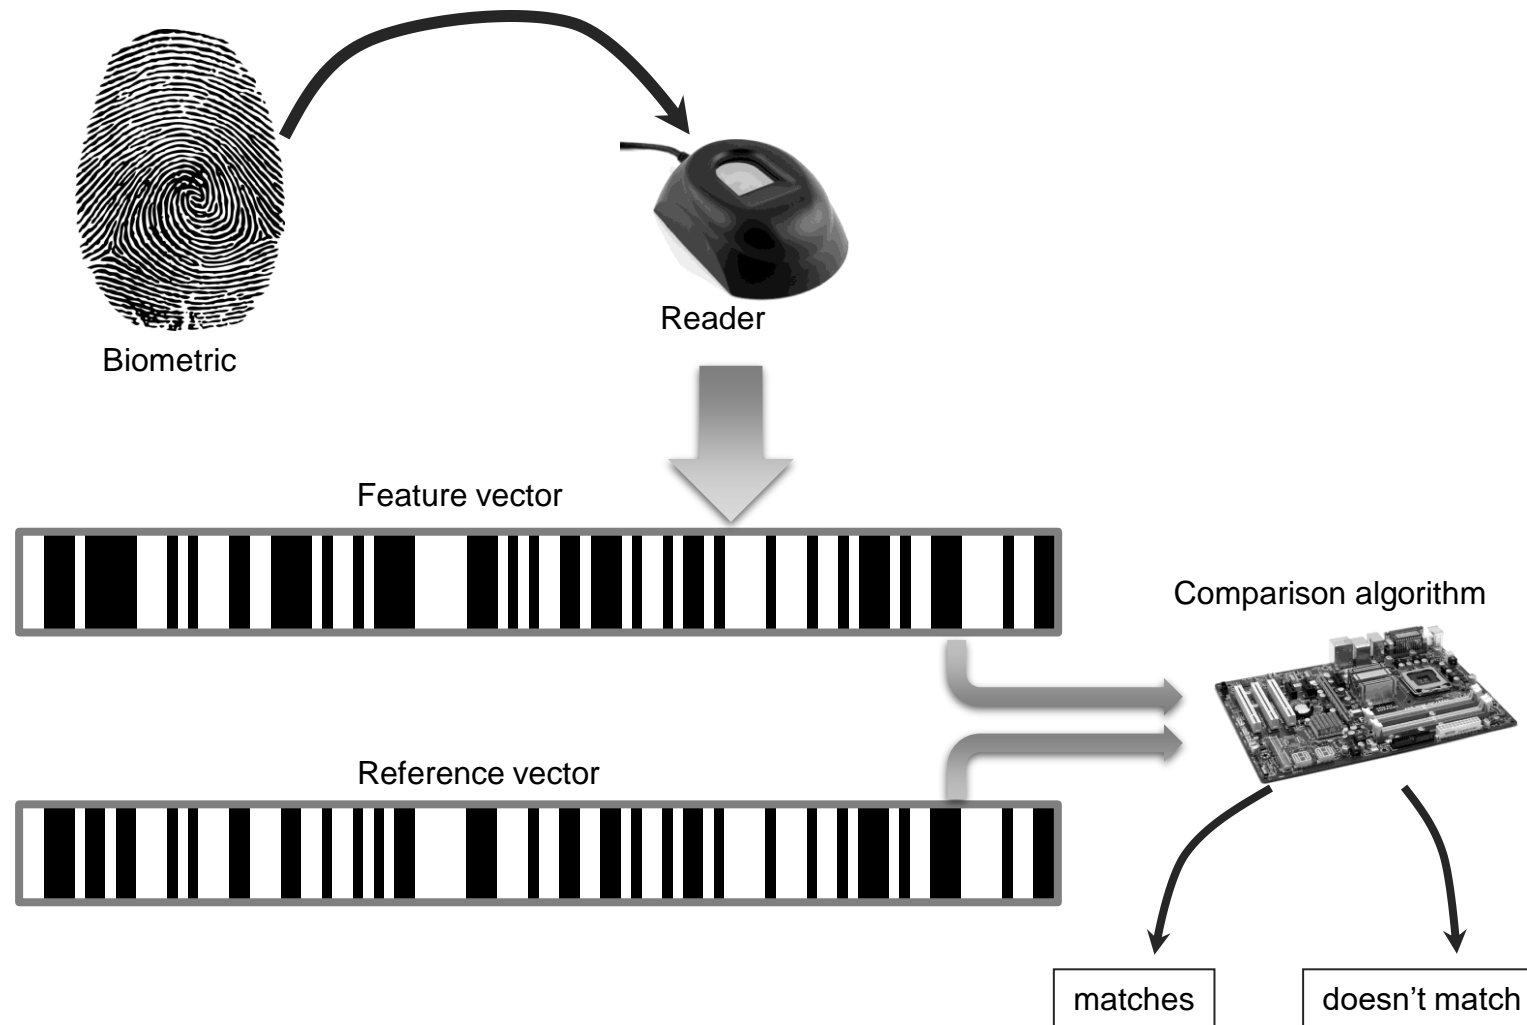 Biometric
Reader
Feature vector
Comparison algorithm
Reference vector
matches
doesn’t match